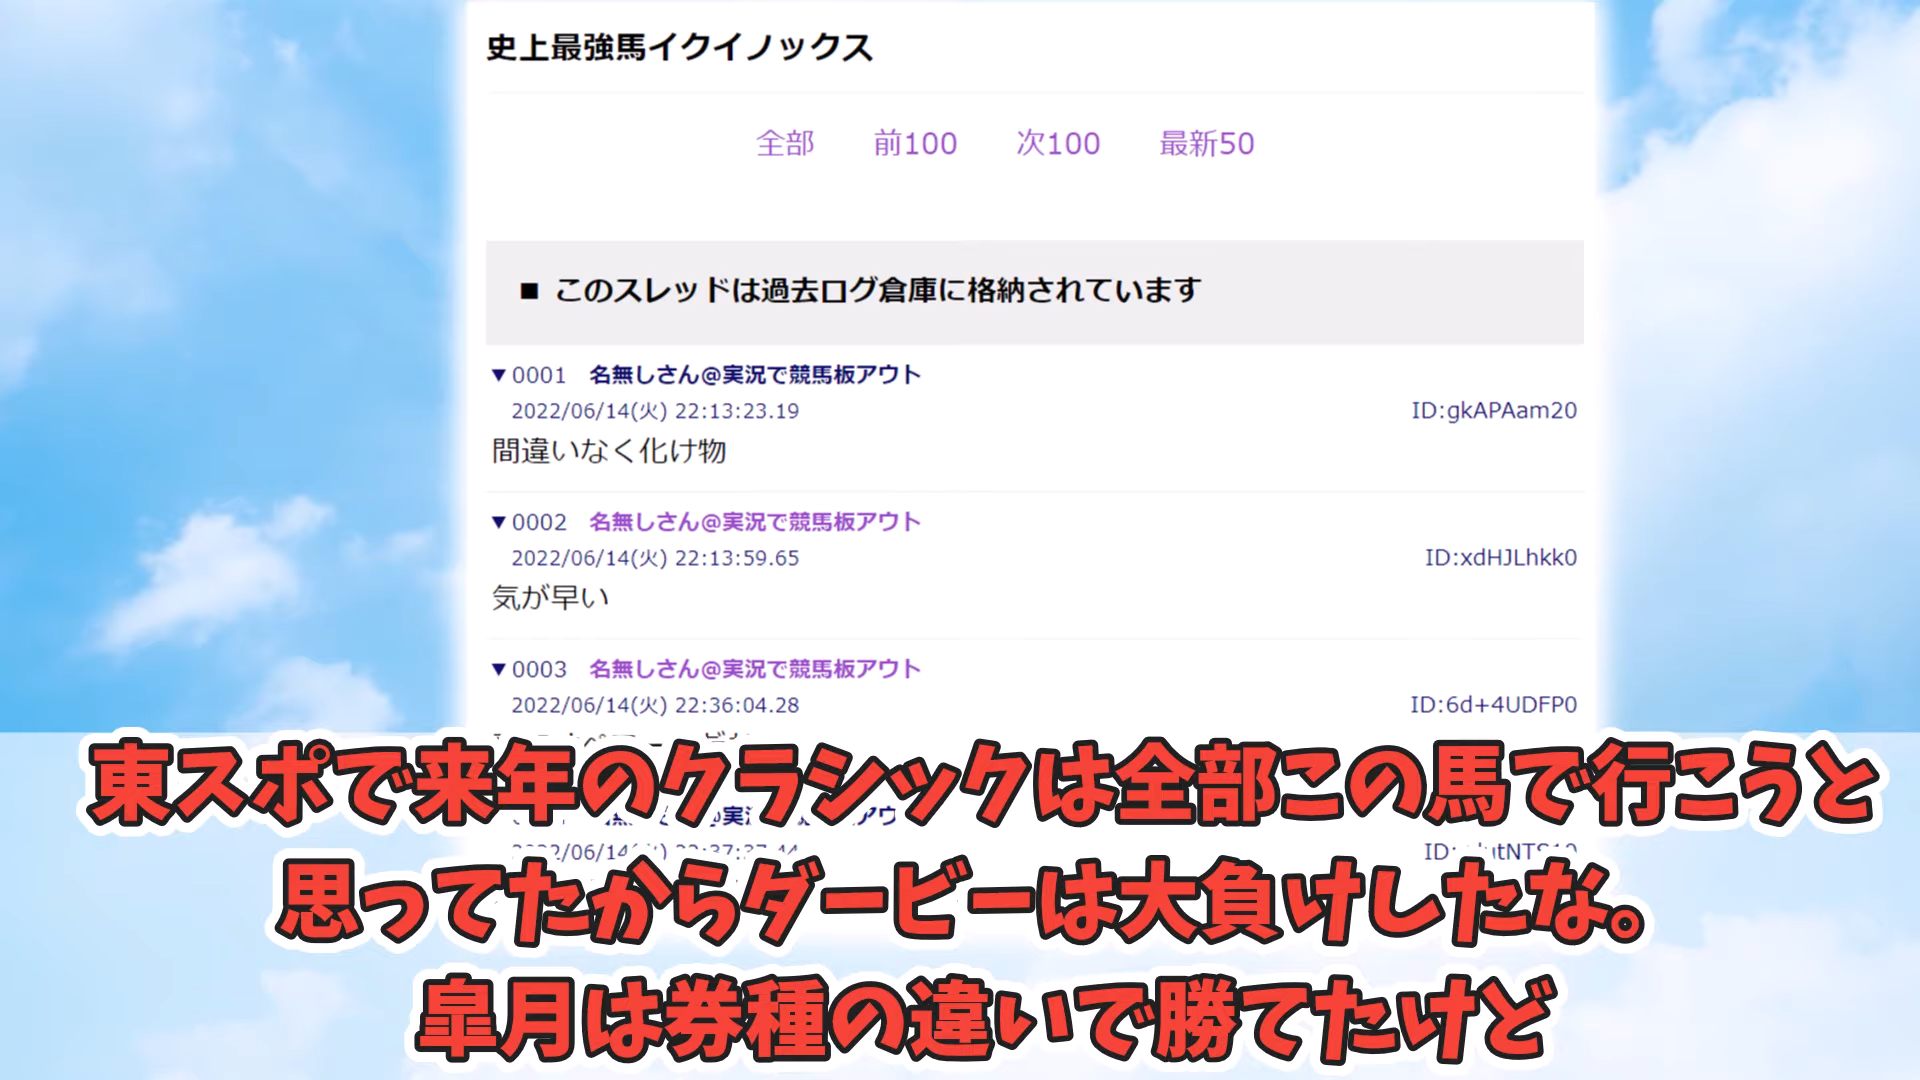 史上最強馬イクイノックス
全部 前100 次100 最新50
■ このスレッドは過去ログ倉庫に格納されています
▼0001 名無しさん@実況で競馬板アウト
2022/06/14(火) 22:13:23.19 ID:gkAPAam20
間違いなく化け物
▼0002 名無しさん@実況で競馬板アウト
2022/06/14(火) 22:13:59.65 ID:xdHJLhkk0
気が早い
▼0003 名無しさん@実況で競馬板アウト
2022/06/14(火) 22:36:04.28 ID:6d+4UDFP0
東スポで来年のクラシックは全部この馬で行こうと
思ってたからダービーは大負けしたな。
皐月は券種の違いで勝てたけど